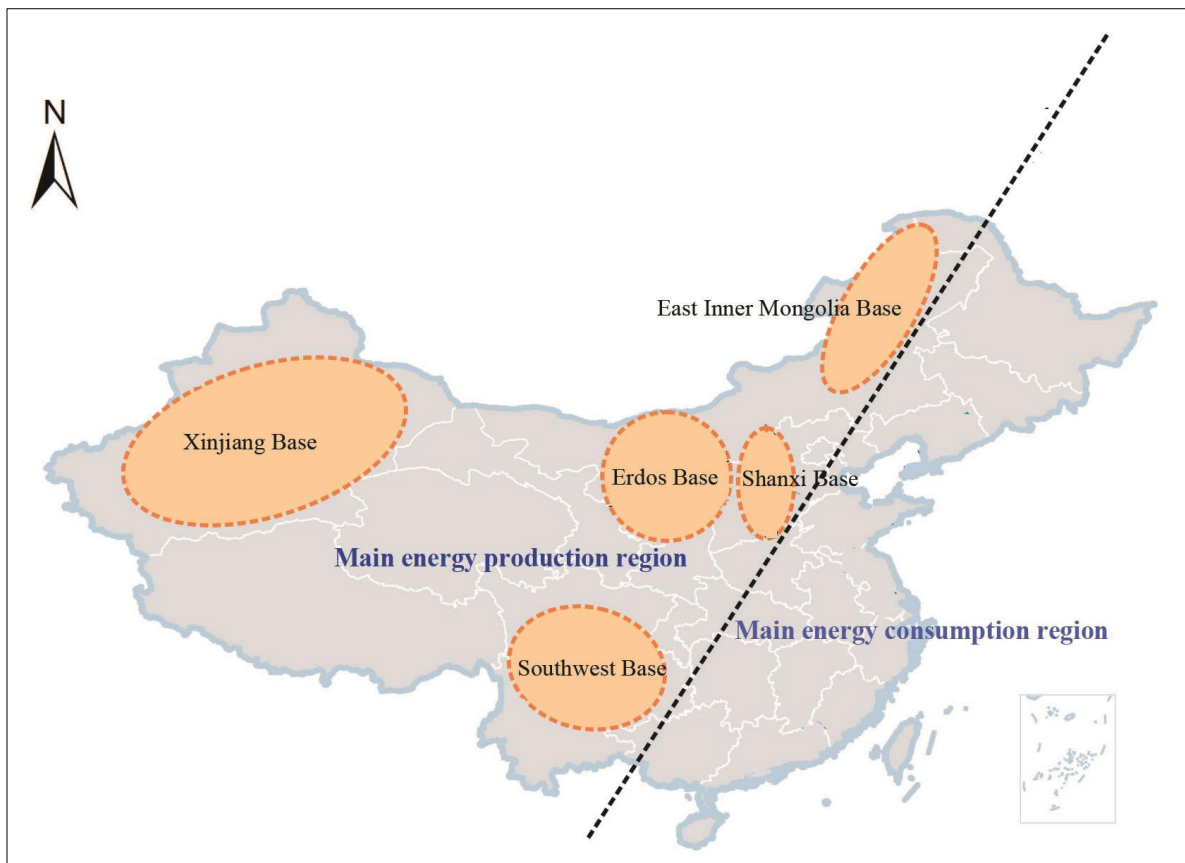 N
East Inner Mongolia Base
Xinjiang Base
Erdos Base
Shanxi Base
Main energy production region
Main energy consumption region
Southwest Base